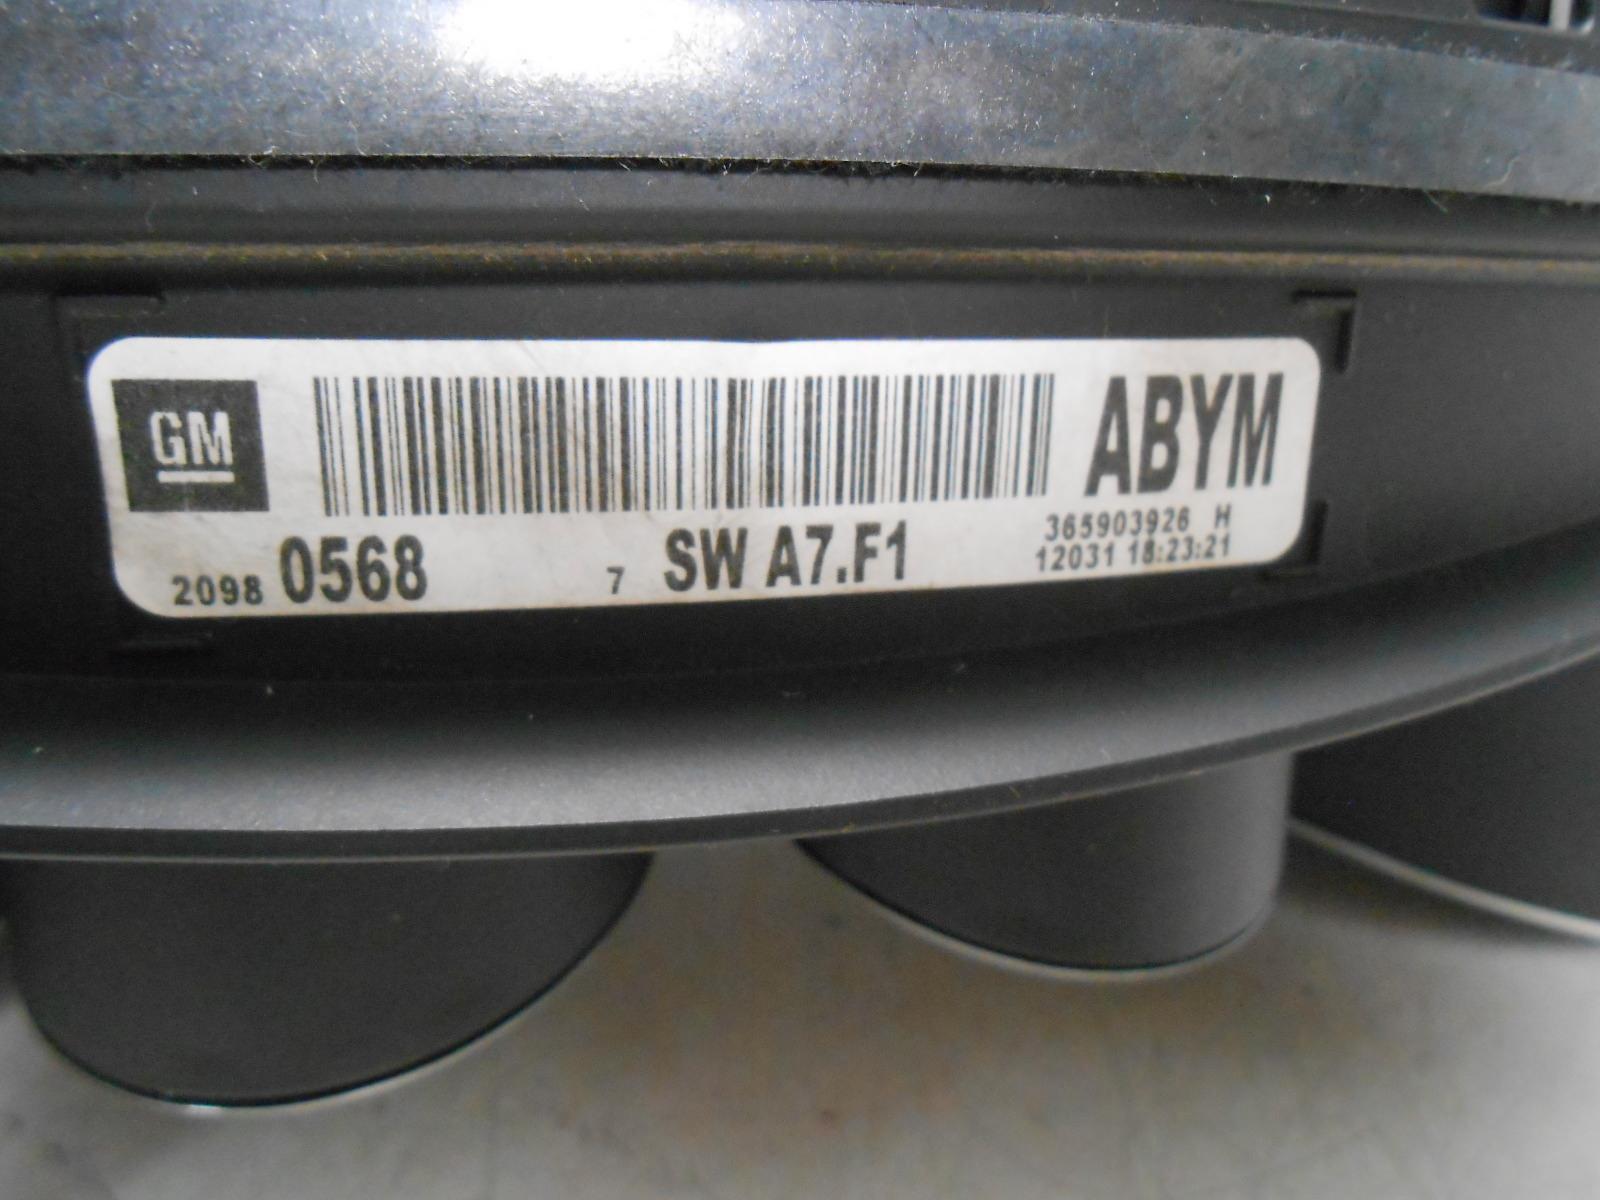 GM
ABYM
2098 0568 7 SW A7.F1
365903926 H
12031 18:23:21